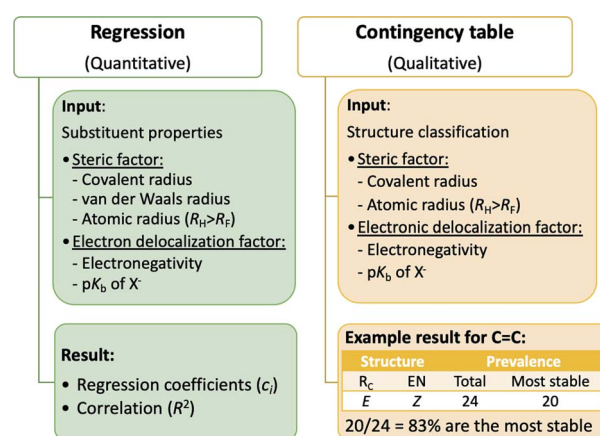 Regression
(Quantitative)
Input:
Substituent properties
• Steric factor:
- Covalent radius
- van der Waals radius
- Atomic radius (RH>RF)
• Electron delocalization factor:
- Electronegativity
- pKb of X-
Result:
• Regression coefficients (ci)
• Correlation (R²)
Contingency table
(Qualitative)
Input:
Structure classification
• Steric factor:
- Covalent radius
- Atomic radius (RH>RF)
• Electronic delocalization factor:
- Electronegativity
- pKb of X-
Example result for C=C:
Structure Prevalence
RC EN Total Most stable
E Z 24 20
20/24 = 83% are the most stable